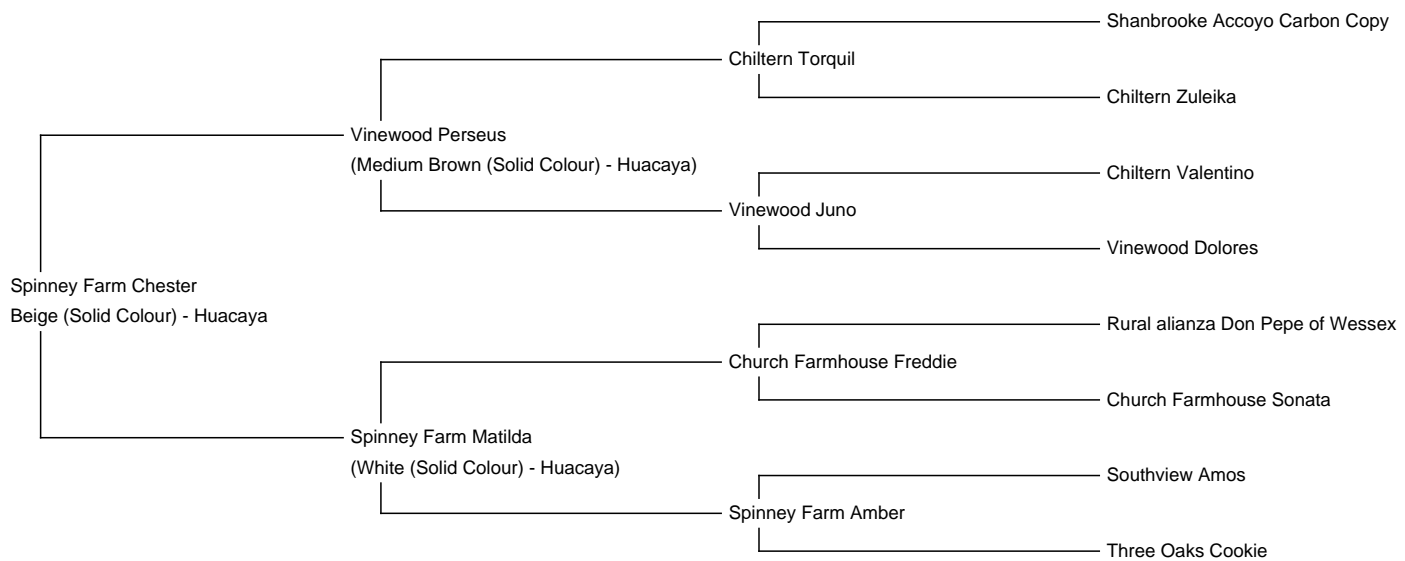 Shanbrooke Accoyo Carbon Copy
Chiltern Torquil
Chiltern Zuleika
Vinewood Perseus
(Medium Brown (Solid Colour) - Huacaya)
Chiltern Valentino
Vinewood Juno
Vinewood Dolores
Spinney Farm Chester
Beige (Solid Colour) - Huacaya
Rural alianza Don Pepe of Wessex
Church Farmhouse Freddie
Church Farmhouse Sonata
Spinney Farm Matilda
(White (Solid Colour) - Huacaya)
Southview Amos
Spinney Farm Amber
Three Oaks Cookie